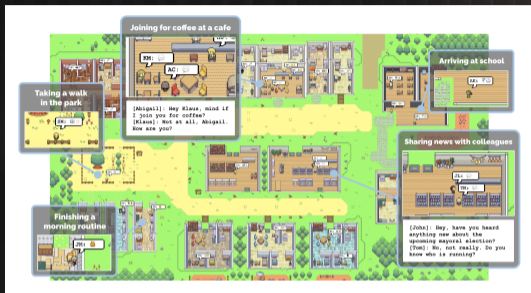 Joining for coffee at a cafe
KM:
AC:
[Abigail]: Hey Klaus, mind if
I join you for coffee?
[Klaus]: Not at all, Abigail.
How are you?
Arriving at school
Taking a walk
in the park
Sharing news with colleagues
[John]: Hey, have you heard
anything new about the
upcoming mayoral election?
[Tom]: No, not really. Do you
know who is running?
Finishing a
morning routine
JM: